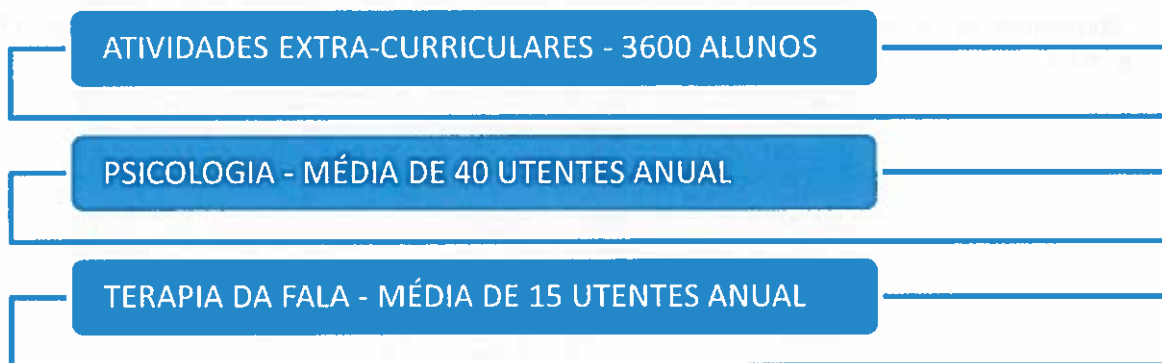 ATIVIDADES EXTRA-CURRICULARES - 3600 ALUNOS
PSICOLOGIA - MÉDIA DE 40 UTENTES ANUAL
TERAPIA DA FALA - MÉDIA DE 15 UTENTES ANUAL